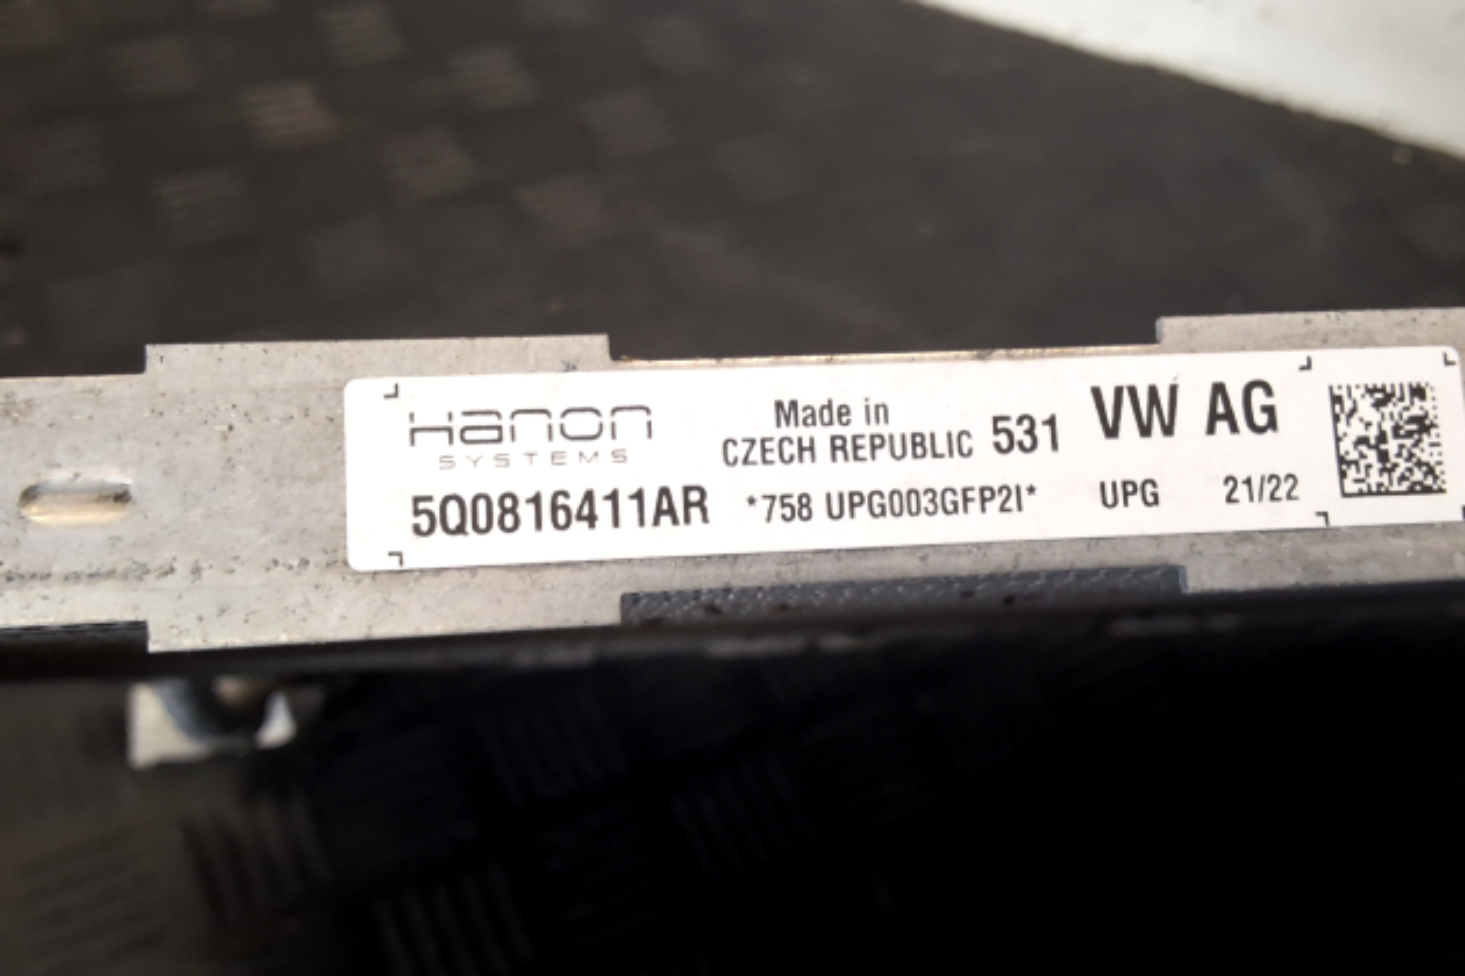 Hanon
SYSTEMS
Made in
CZECH REPUBLIC 531 VW AG
5Q0816411AR *758 UPG003GFP2I* UPG 21/22